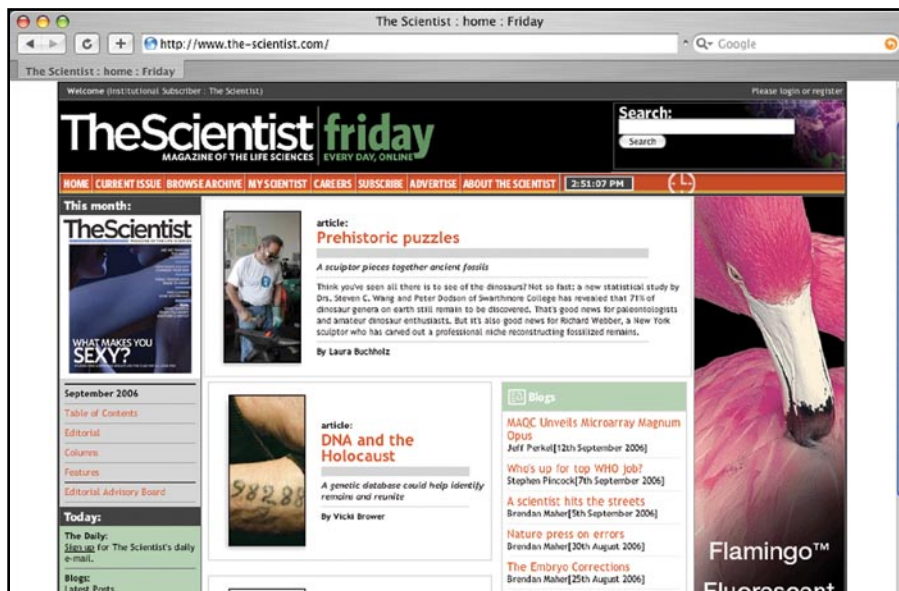 The Scientist : home : Friday
http://www.the-scientist.com/
Google
The Scientist : home : Friday
Welcome (Institutional Subscriber : The Scientist)
Please login or register
TheScientist friday
MAGAZINE OF THE LIFE SCIENCES
EVERY DAY, ONLINE
Search:
Search
HOME CURRENT ISSUE BROWSE ARCHIVE MY SCIENTIST CAREERS SUBSCRIBE ADVERTISE ABOUT THE SCIENTIST 2:51:07 PM
This month:
TheScientist
WHAT MAKES YOU
SEXY?
September 2006
Table of Contents
Editorial
Columns
Features
Editorial Advisory Board
Today:
The Daily:
Sign up for The Scientist's daily
e-mail.
Blogs:
Latest Posts
article:
Prehistoric puzzles
A sculptor pieces together ancient fossils
Think you've seen all there is to see of the dinosaurs? Not so fast: a new statistical study by
Drs. Steven C. Wang and Peter Dodson of Swarthmore College has revealed that 71% of
dinosaur genera on earth still remain to be discovered. That's good news for paleontologists
and amateur dinosaur enthusiasts. But it's also good news for Richard Webber, a New York
sculptor who has carved out a professional niche reconstructing fossilized remains.
By Laura Buchholz
article:
DNA and the
Holocaust
A genetic database could help identify
remains and reunite
By Vicki Brower
98288
Blogs
MAQC Unveils Microarray Magnum
Opus
Jeff Perkel[12th September 2006]
Who's up for top WHO job?
Stephen Pincock[7th September 2006]
A scientist hits the streets
Brendan Maher[5th September 2006]
Nature press on errors
Brendan Maher[30th August 2006]
The Embryo Corrections
Brendan Maher[25th August 2006]
Flamingo™
Fluorescent